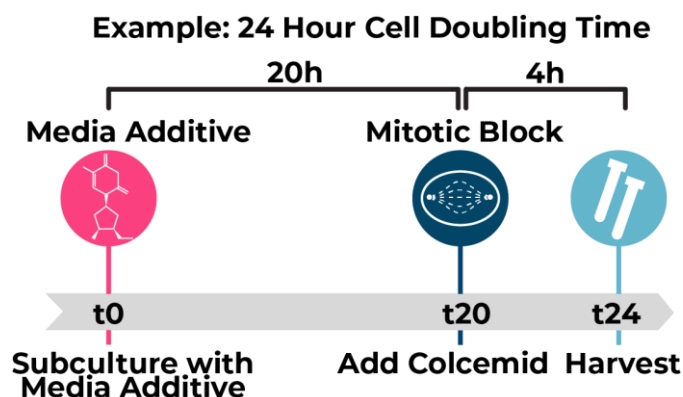 Example: 24 Hour Cell Doubling Time
20h
4h
Media Additive
Mitotic Block
t0
t20
t24
Subculture with
Media Additive
Add Colcemid
Harvest